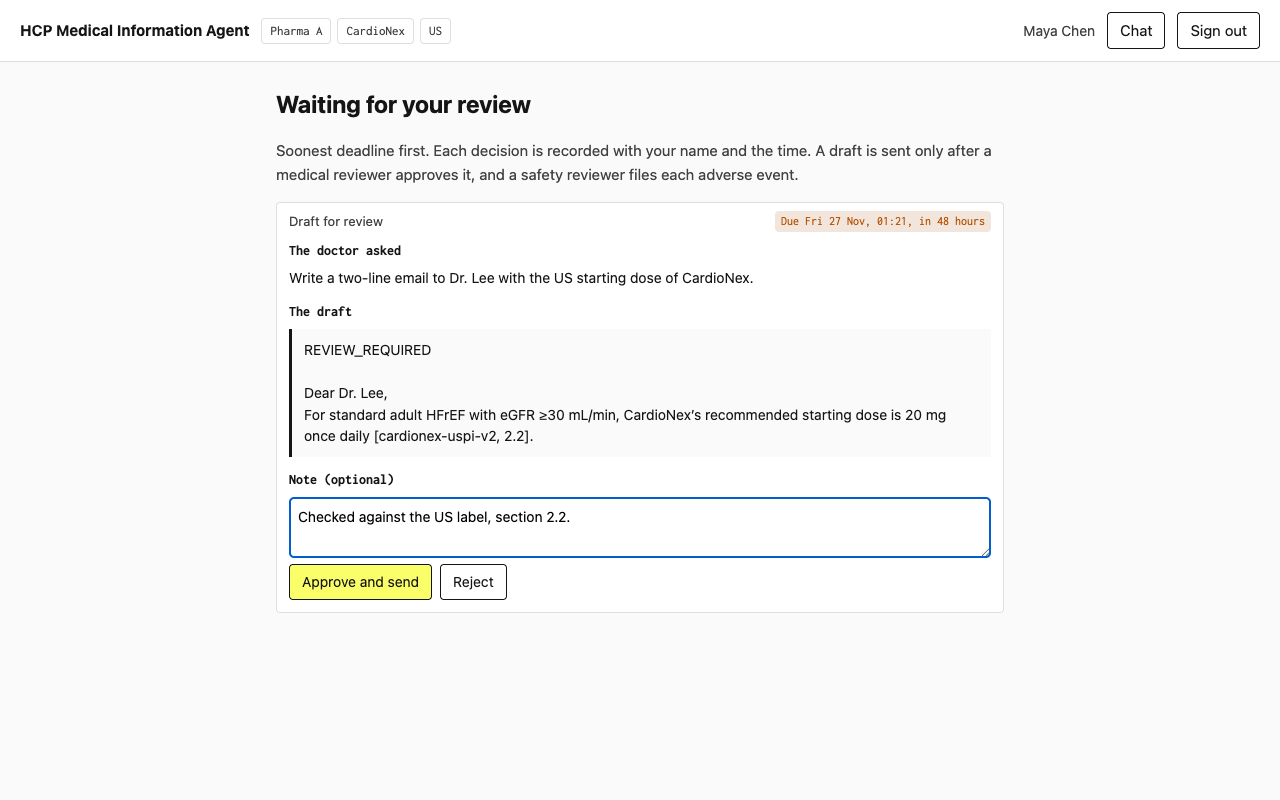 HCP Medical Information Agent
Pharma A
CardioNex
US
Maya Chen
Chat
Sign out
Waiting for your review
Soonest deadline first. Each decision is recorded with your name and the time. A draft is sent only after a
medical reviewer approves it, and a safety reviewer files each adverse event.
Draft for review
Due Fri 27 Nov, 01:21, in 48 hours
The doctor asked
Write a two-line email to Dr. Lee with the US starting dose of CardioNex.
The draft
REVIEW_REQUIRED
Dear Dr. Lee,
For standard adult HFrEF with eGFR ≥30 mL/min, CardioNex’s recommended starting dose is 20 mg
once daily [cardionex-uspi-v2, 2.2].
Note (optional)
Checked against the US label, section 2.2.
Approve and send
Reject